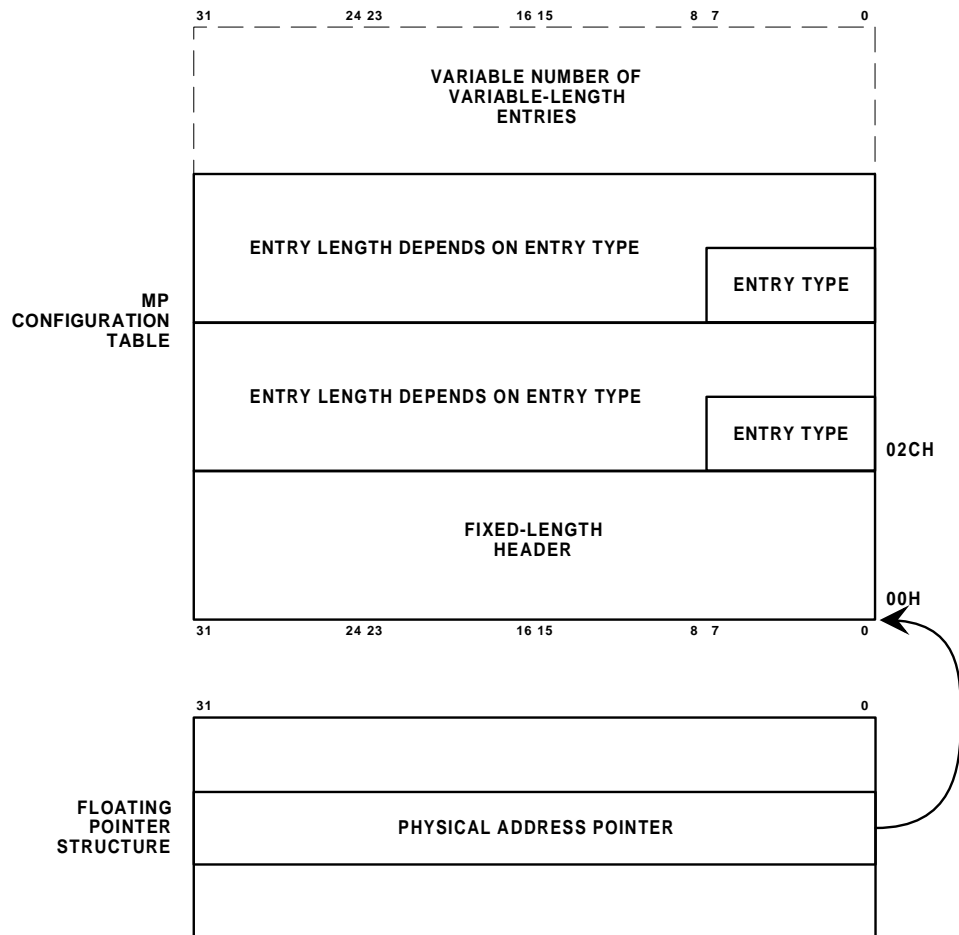 31 24 23 16 15 8 7 0
VARIABLE NUMBER OF
VARIABLE-LENGTH
ENTRIES
ENTRY LENGTH DEPENDS ON ENTRY TYPE
ENTRY TYPE
MP
CONFIGURATION
TABLE
ENTRY LENGTH DEPENDS ON ENTRY TYPE
ENTRY TYPE
02CH
FIXED-LENGTH
HEADER
00H
31 24 23 16 15 8 7 0
31 0
FLOATING
POINTER
STRUCTURE
PHYSICAL ADDRESS POINTER